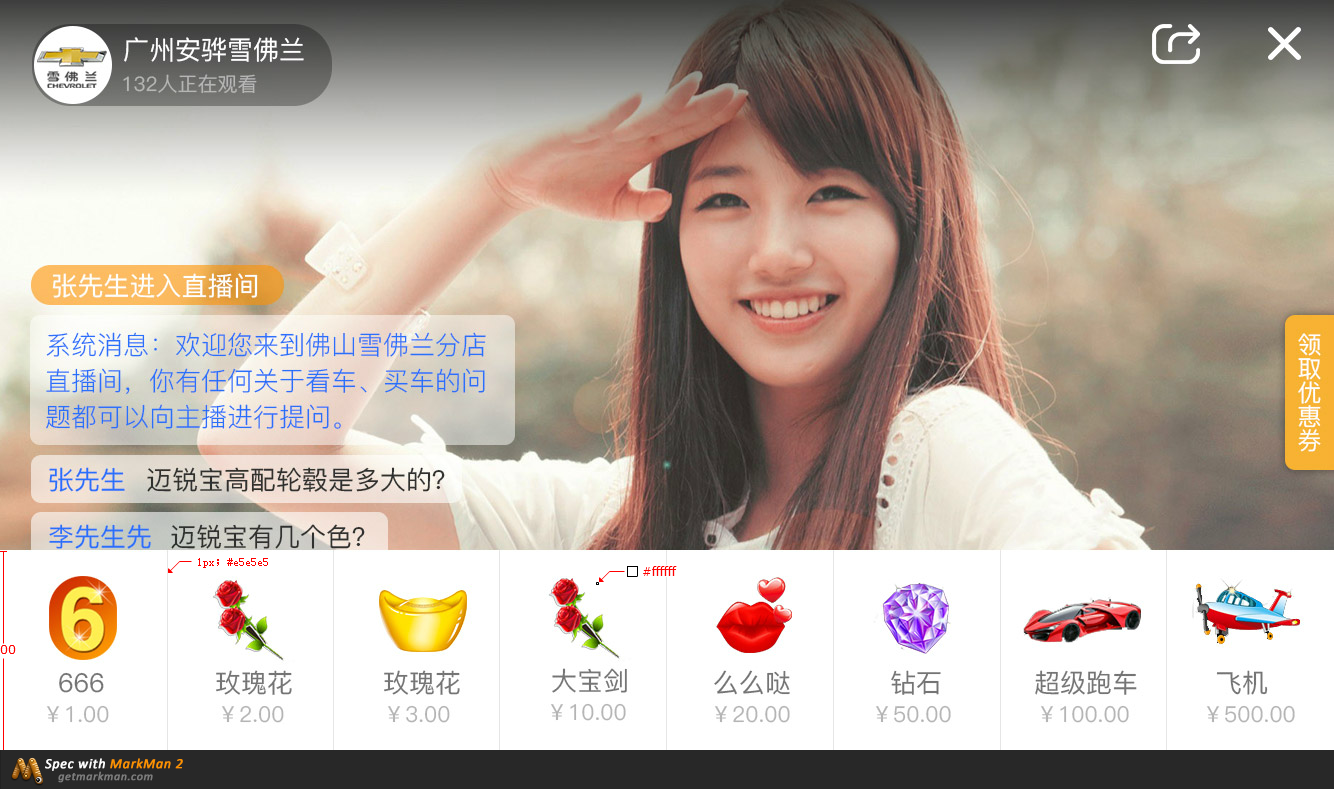 广州安骅雪佛兰
132人正在观看
雪佛兰
CHEVROLET
张先生进入直播间
系统消息：欢迎您来到佛山雪佛兰分店
直播间，你有任何关于看车、买车的问
题都可以向主播进行提问。
领取优惠券
张先生 迈锐宝高配轮毂是多大的?
李先生先 迈锐宝有几个色?
1px; #e5e5e5
#ffffff
00
6
666
¥1.00
玫瑰花
¥2.00
玫瑰花
¥3.00
大宝剑
¥10.00
么么哒
¥20.00
钻石
¥50.00
超级跑车
¥100.00
飞机
¥500.00
Spec with MarkMan 2
getmarkman.com